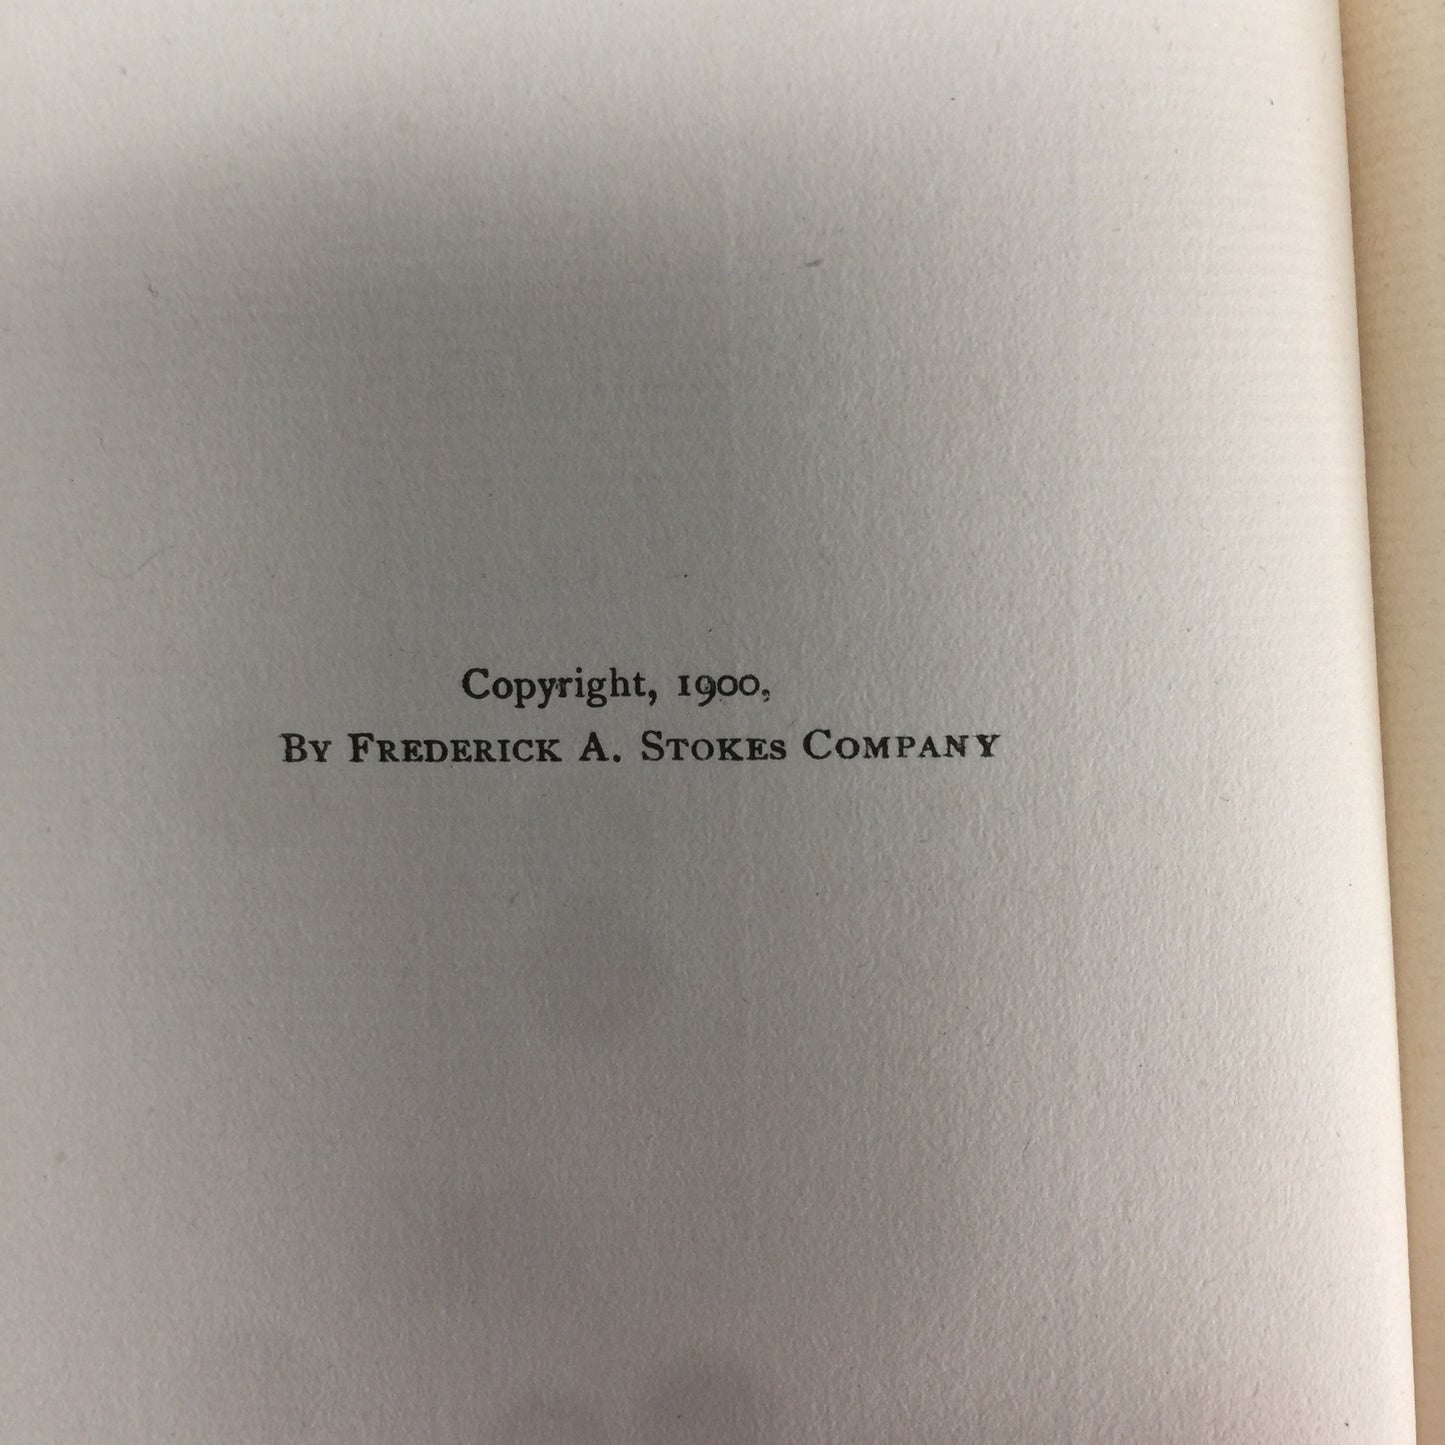 Copyright, 1900,
By Frederick A. Stokes Company